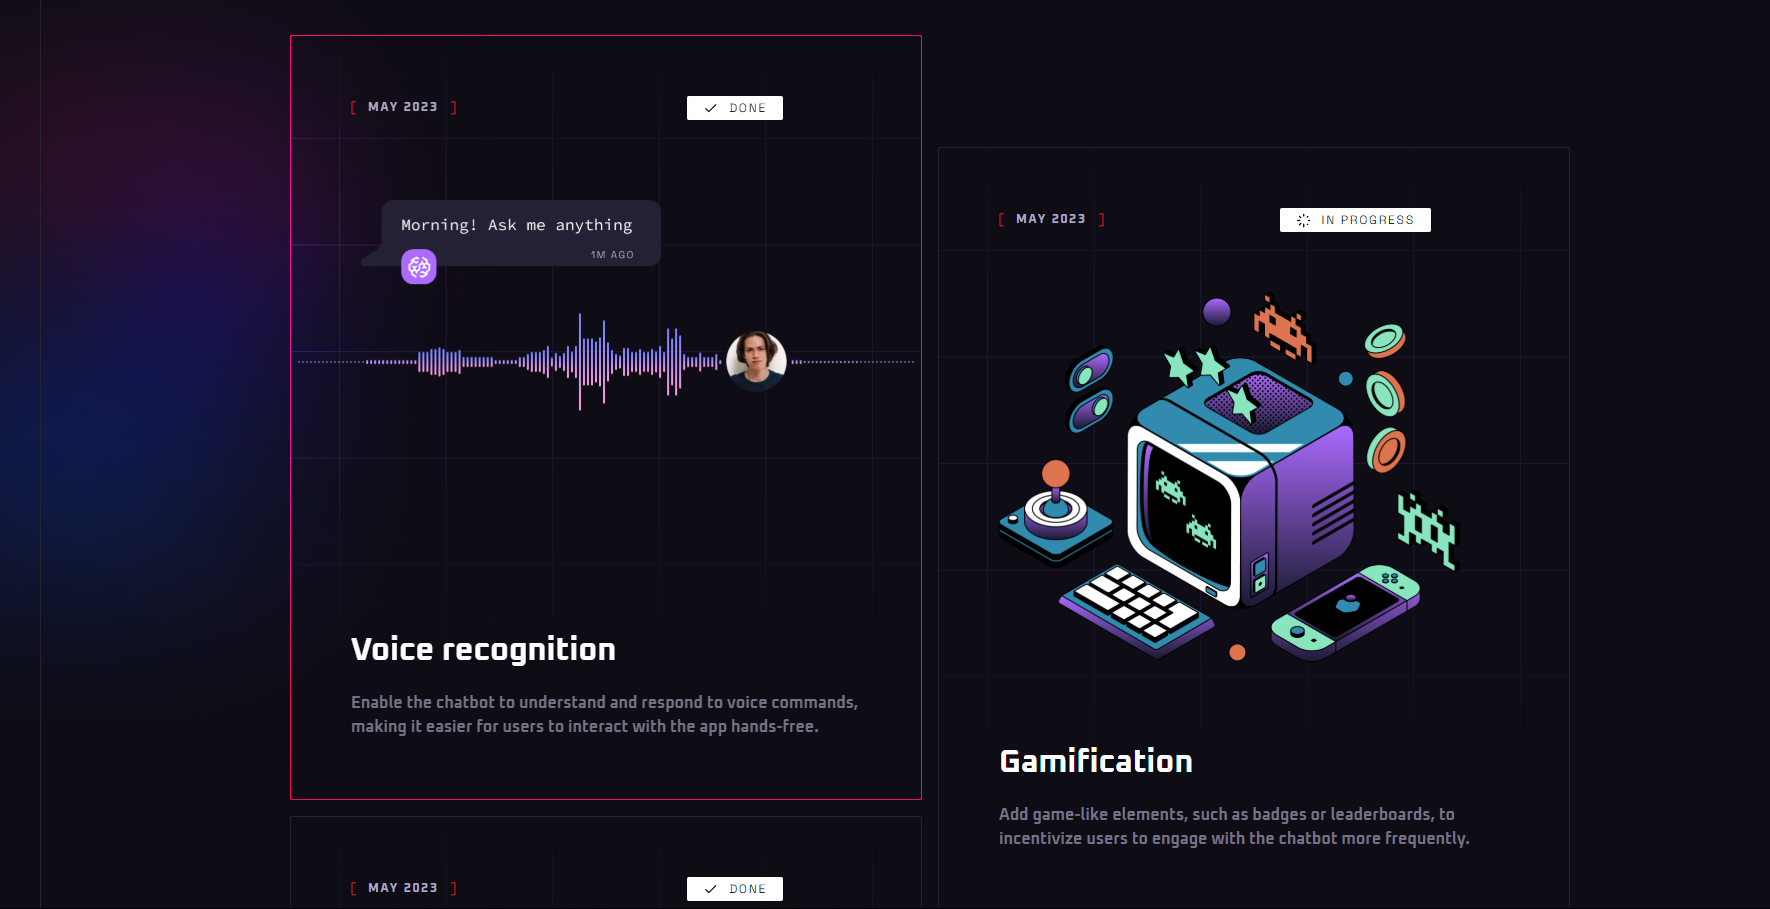 [ MAY 2023 ]
DONE
Morning! Ask me anything
1M AGO
Voice recognition
Enable the chatbot to understand and respond to voice commands,
making it easier for users to interact with the app hands-free.
[ MAY 2023 ]
IN PROGRESS
Gamification
Add game-like elements, such as badges or leaderboards, to
incentivize users to engage with the chatbot more frequently.
[ MAY 2023 ]
DONE